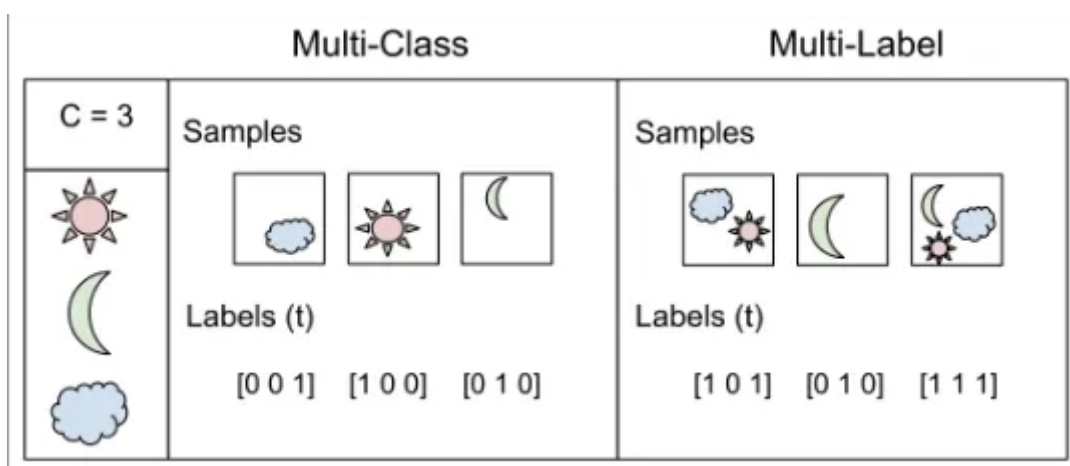 Multi-Class
Multi-Label
C = 3
Samples
Samples
Labels (t)
Labels (t)
[0 0 1] [1 0 0] [0 1 0]
[1 0 1] [0 1 0] [1 1 1]